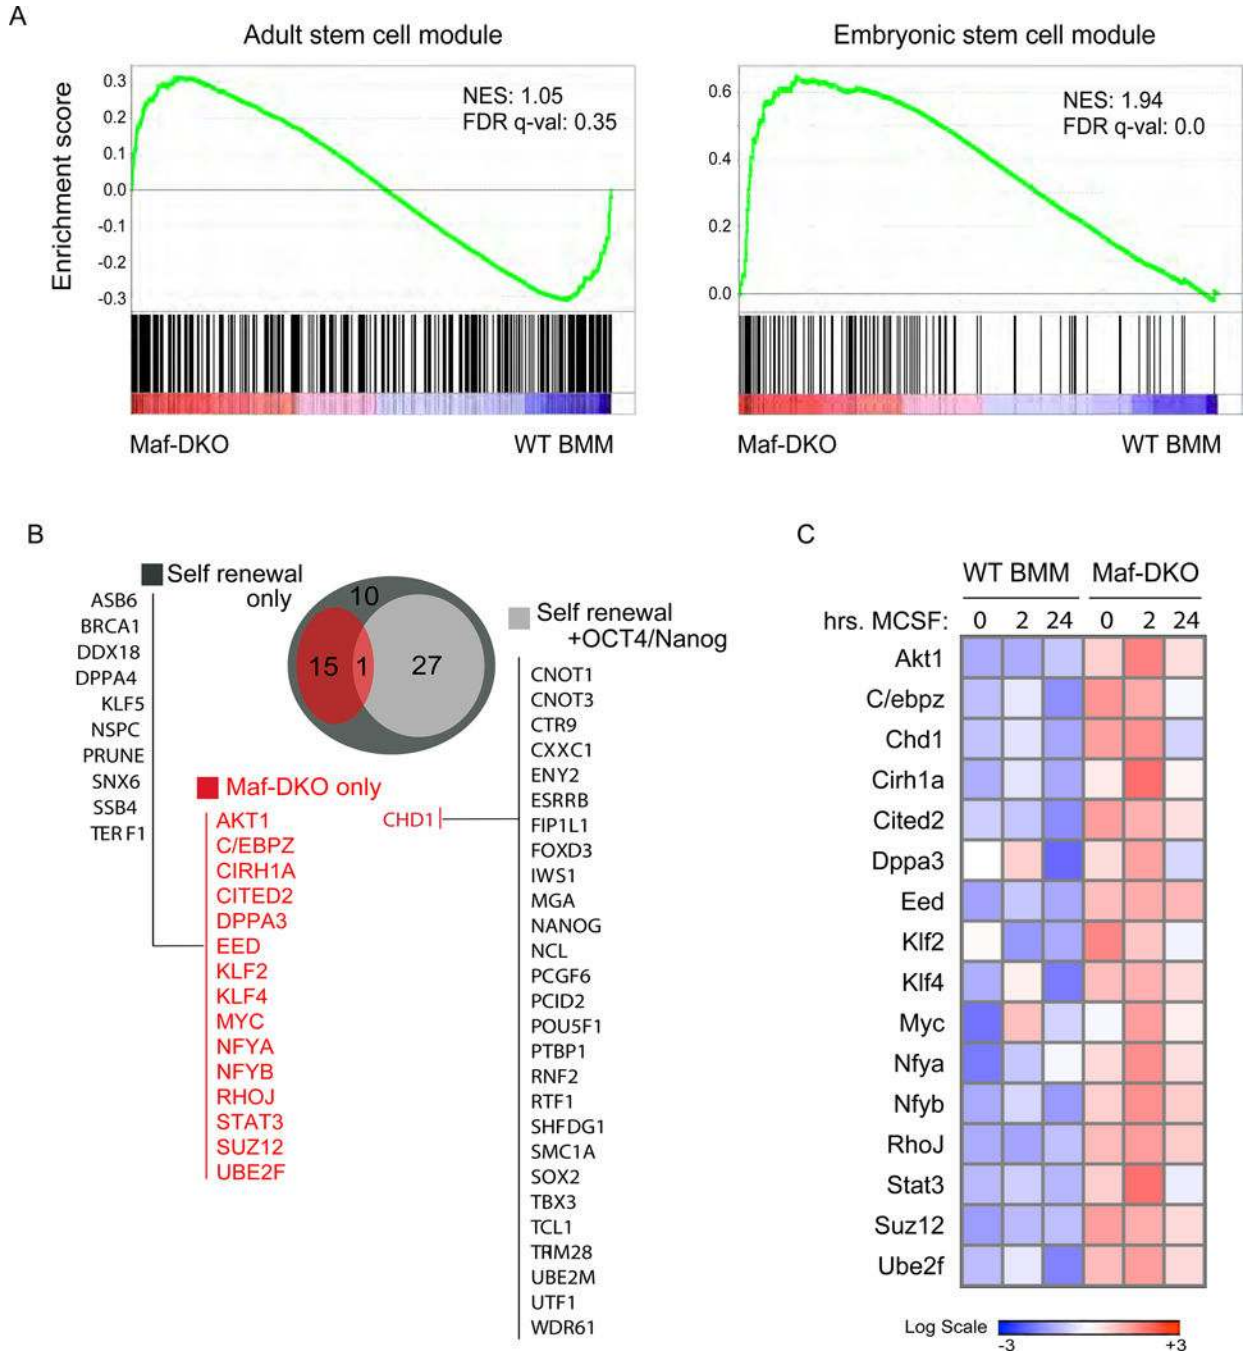 A
Adult stem cell module
Embryonic stem cell module
Enrichment score
0.3
0.2
0.1
0.0
-0.1
-0.2
-0.3
NES: 1.05
FDR q-val: 0.35
Maf-DKO
WT BMM
0.6
0.4
0.2
0.0
NES: 1.94
FDR q-val: 0.0
Maf-DKO
WT BMM
B
Self renewal
only
ASB6
BRCA1
DDX18
DPPA4
KLF5
NSPC
PRUNE
SNX6
SSB4
TERF1
10
15
1
27
Maf-DKO only
AKT1
C/EBPZ
CIRH1A
CITED2
DPPA3
EED
KLF2
KLF4
MYC
NFYA
NFYB
RHOJ
STAT3
SUZ12
UBE2F
CHD1
Self renewal
+OCT4/Nanog
CNOT1
CNOT3
CTR9
CXXC1
ENY2
ESRRB
FIP1L1
FOXD3
IWS1
MGA
NANOG
NCL
PCGF6
PCID2
POU5F1
PTBP1
RNF2
RTF1
SHFDG1
SMC1A
SOX2
TBX3
TCL1
TRIM28
UBE2M
UTF1
WDR61
C
WT BMM Maf-DKO
hrs. MCSF: 0 2 24 0 2 24
Akt1
C/ebpz
Chd1
Cirh1a
Cited2
Dppa3
Eed
Klf2
Klf4
Myc
Nfya
Nfyb
RhoJ
Stat3
Suz12
Ube2f
Log Scale
-3
+3